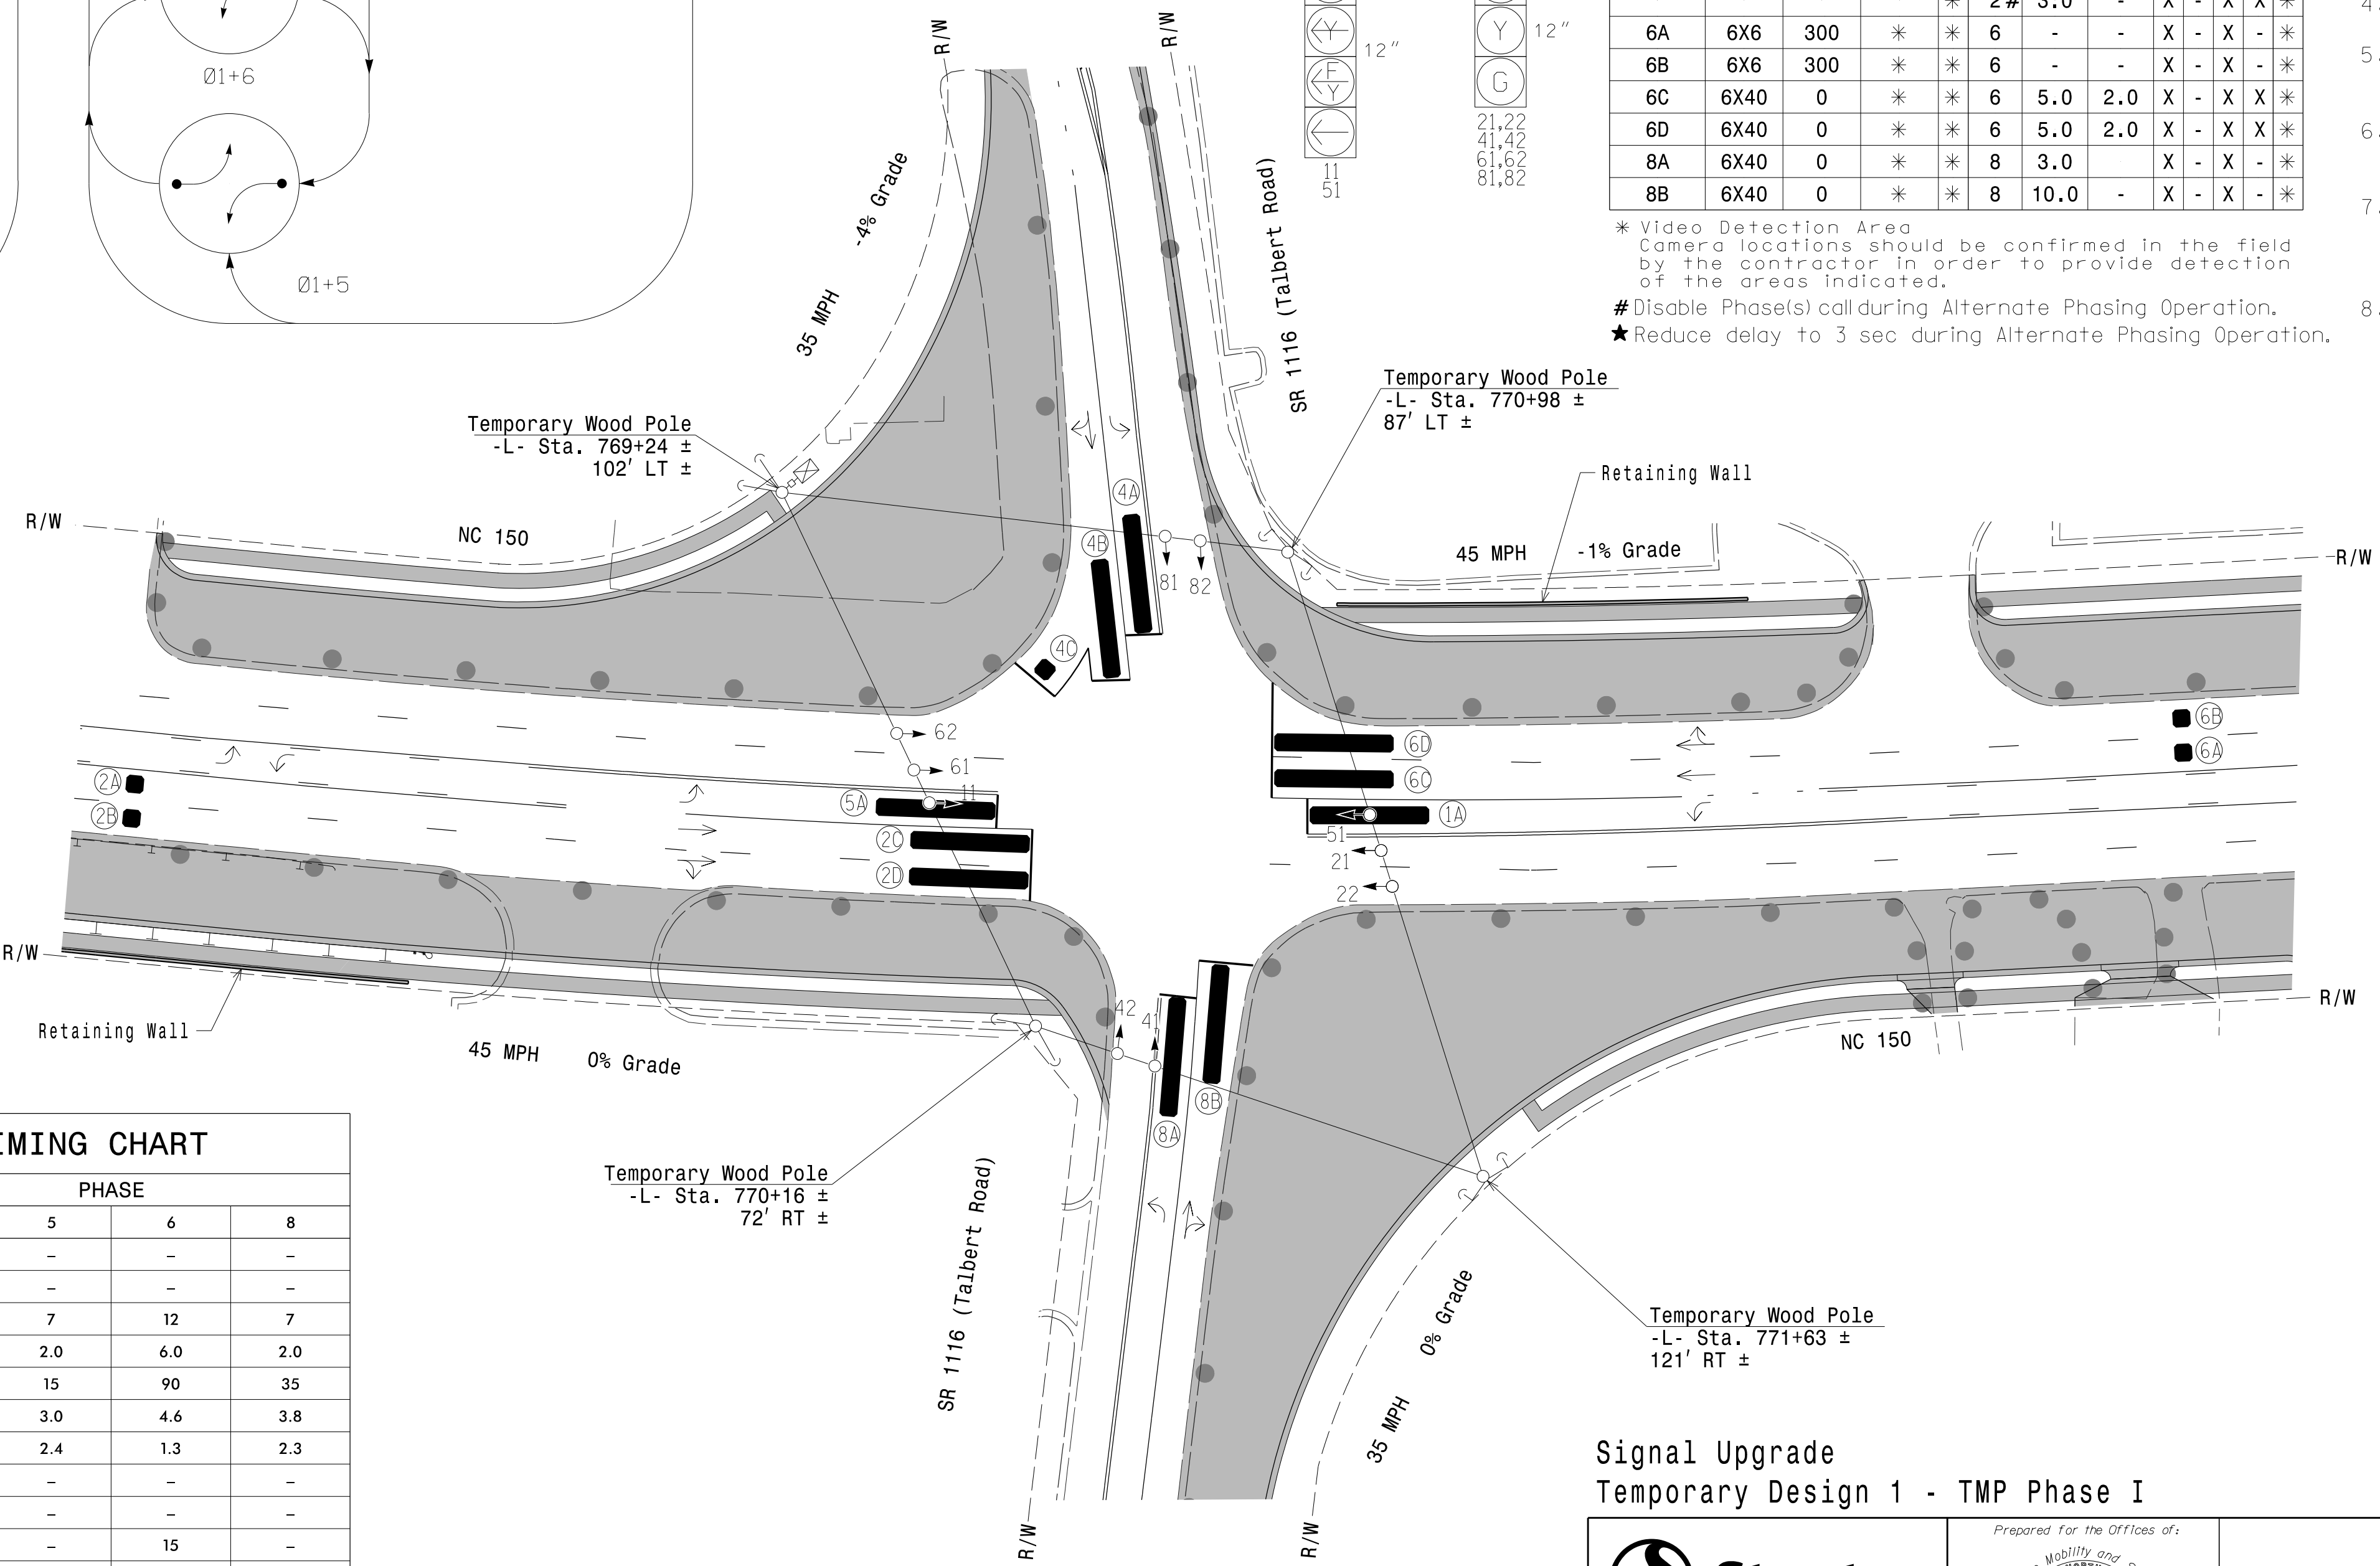 Ø1+6
Ø1+5
R/W
R/W
12"
12"
Y
F
Y
Y
G
11
51
21,22
41,42
61,62
81,82
2# 3.0 - X - X X *
6A 6X6 300 * * 6 - - X - X - *
6B 6X6 300 * * 6 - - X - X - *
6C 6X40 0 * * 6 5.0 2.0 X - X X *
6D 6X40 0 * * 6 5.0 2.0 X - X X *
8A 6X40 0 * * 8 3.0 X - X - *
8B 6X40 0 * * 8 10.0 - X - X - *
* Video Detection Area
Camera locations should be confirmed in the field
by the contractor in order to provide detection
of the areas indicated.
# Disable Phase(s) call during Alternate Phasing Operation.
★ Reduce delay to 3 sec during Alternate Phasing Operation.
4.
5.
6.
7.
8.
-4% Grade
35 MPH
SR 1116 (Talbert Road)
Temporary Wood Pole
-L- Sta. 769+24 ±
102' LT ±
Temporary Wood Pole
-L- Sta. 770+98 ±
87' LT ±
Retaining Wall
R/W
NC 150
45 MPH -1% Grade
R/W
4A
4B
4C
81 82
62
61
11
6D
6C
1A
6B
6A
2A
2B
5A
2C
2D
51
21
22
R/W
Retaining Wall
45 MPH 0% Grade
42
41
8B
8A
R/W
NC 150
Temporary Wood Pole
-L- Sta. 770+16 ±
72' RT ±
SR 1116 (Talbert Road)
0% Grade
35 MPH
Temporary Wood Pole
-L- Sta. 771+63 ±
121' RT ±
R/W
R/W
IMING CHART
PHASE
5 6 8
– – –
– – –
7 12 7
2.0 6.0 2.0
15 90 35
3.0 4.6 3.8
2.4 1.3 2.3
– – –
– – –
– 15 –
Signal Upgrade
Temporary Design 1 - TMP Phase I
Prepared for the Offices of:
Mobility and